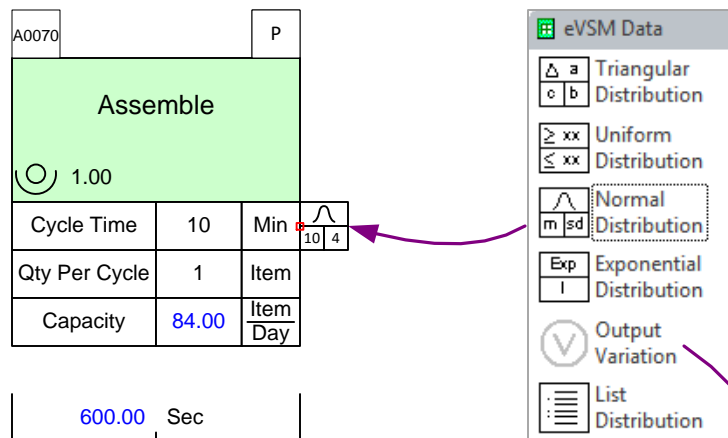 A0070
P
Assemble
1.00
Cycle Time 10 Min
10 4
Qty Per Cycle 1 Item
Capacity 84.00 Item
Day
600.00 Sec
eVSM Data
a
c b
Triangular
Distribution
≥ xx
≤ xx
Uniform
Distribution
m sd
Normal
Distribution
Exp
l
Exponential
Distribution
V
Output
Variation
List
Distribution